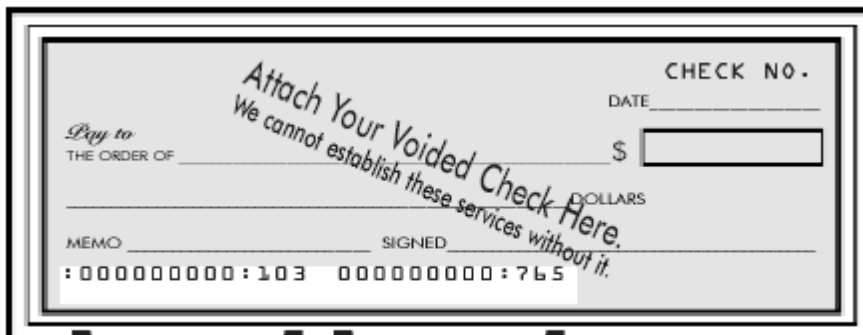 CHECK NO.
DATE
Attach Your Voided Check Here.
We cannot establish these services without it.
Pay to
THE ORDER OF
$
DOLLARS
MEMO SIGNED
:000000000:103 000000000:765